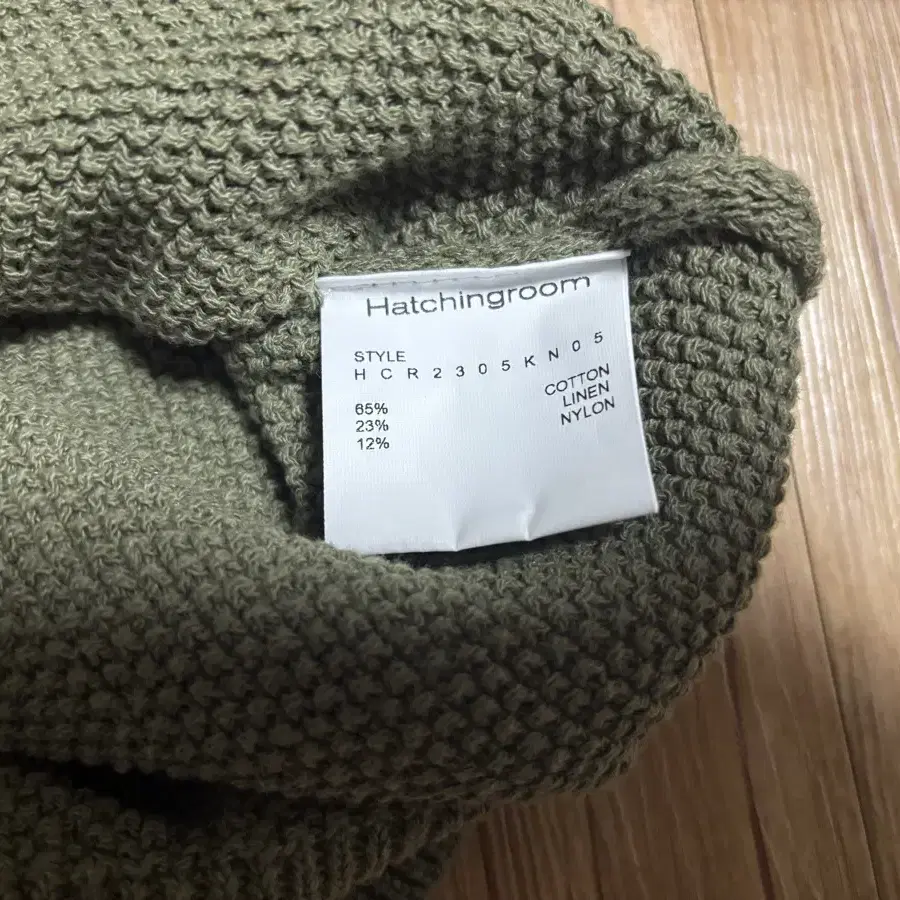 Hatchingroom
STYLE
H C R 2 3 0 5 K N 0 5
65% COTTON
23% LINEN
12% NYLON